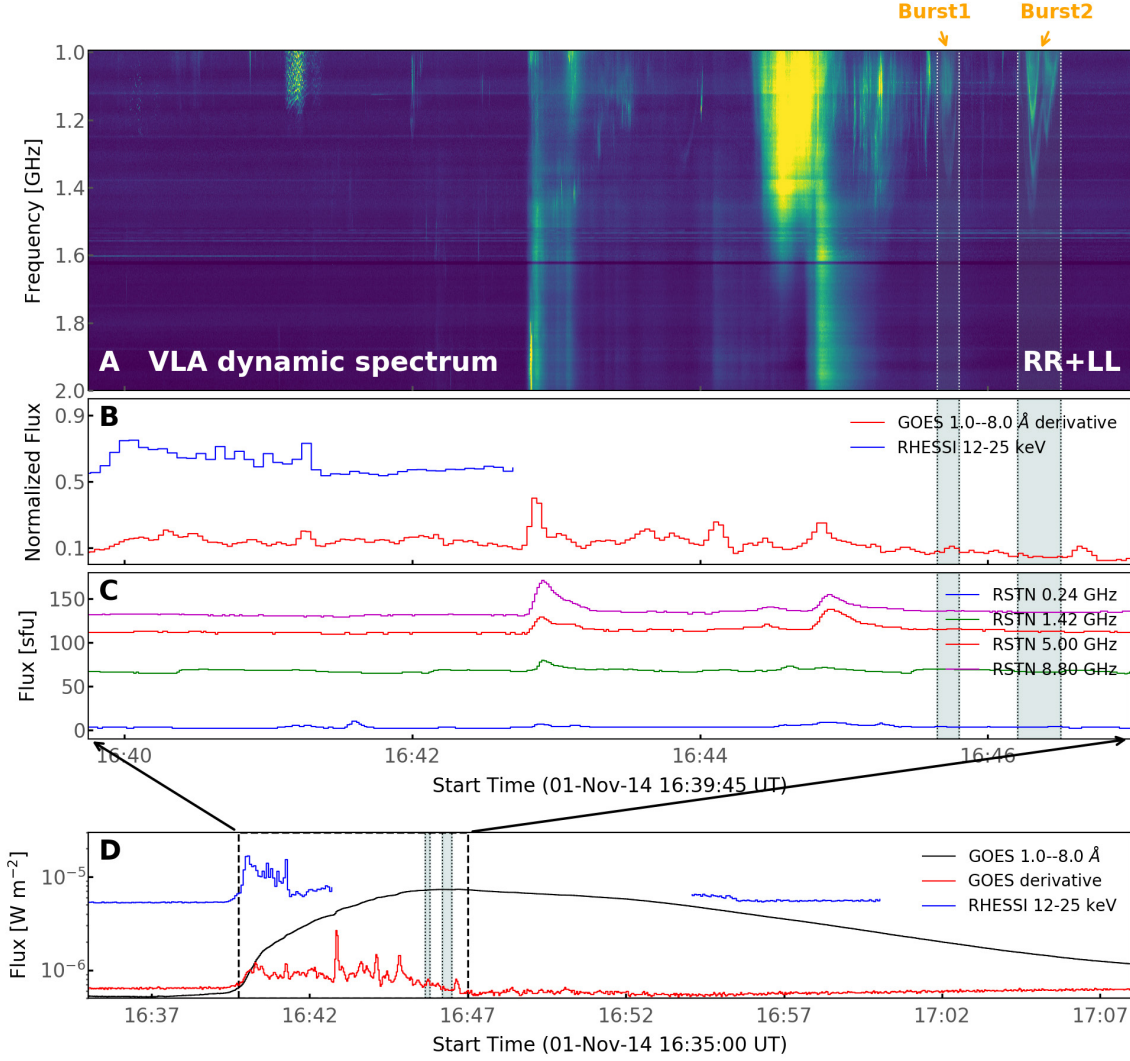 Burst1 Burst2
1.0
1.2
1.4
1.6
1.8
2.0
Frequency [GHz]
A VLA dynamic spectrum RR+LL
B
0.9
0.5
0.1
Normalized Flux
GOES 1.0--8.0 Å derivative
RHESSI 12-25 keV
C
150
100
50
0
Flux [sfu]
RSTN 0.24 GHz
RSTN 1.42 GHz
RSTN 5.00 GHz
RSTN 8.80 GHz
16:40 16:42 16:44 16:46
Start Time (01-Nov-14 16:39:45 UT)
D
10⁻⁵
10⁻⁶
Flux [W m⁻²]
GOES 1.0--8.0 Å
GOES derivative
RHESSI 12-25 keV
16:37 16:42 16:47 16:52 16:57 17:02 17:07
Start Time (01-Nov-14 16:35:00 UT)